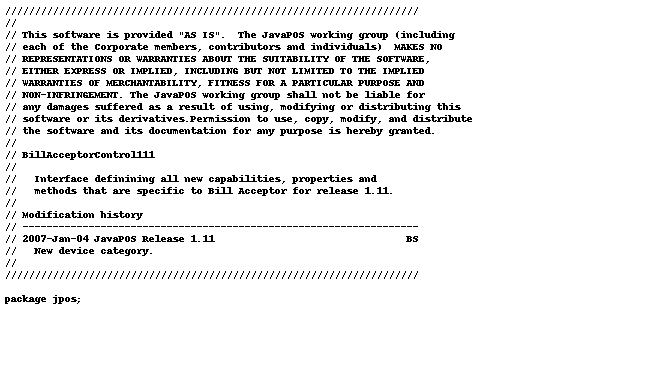 //////////////////////////////////////////////////////////////////////
//
// This software is provided "AS IS".  The JavaPOS working group (including
// each of the Corporate members, contributors and individuals)  MAKES NO
// REPRESENTATIONS OR WARRANTIES ABOUT THE SUITABILITY OF THE SOFTWARE,
// EITHER EXPRESS OR IMPLIED, INCLUDING BUT NOT LIMITED TO THE IMPLIED
// WARRANTIES OF MERCHANTABILITY, FITNESS FOR A PARTICULAR PURPOSE AND
// NON-INFRINGEMENT. The JavaPOS working group shall not be liable for
// any damages suffered as a result of using, modifying or distributing this
// software or its derivatives.Permission to use, copy, modify, and distribute
// the software and its documentation for any purpose is hereby granted.
//
// BillAcceptorControl111
//
//   Interface definining all new capabilities, properties and
//   methods that are specific to Bill Acceptor for release 1.11.
//
// Modification history
// ------------------------------------------------------------------
// 2007-Jan-04 JavaPOS Release 1.11                                BS
//   New device category.
//
//////////////////////////////////////////////////////////////////////
package jpos;